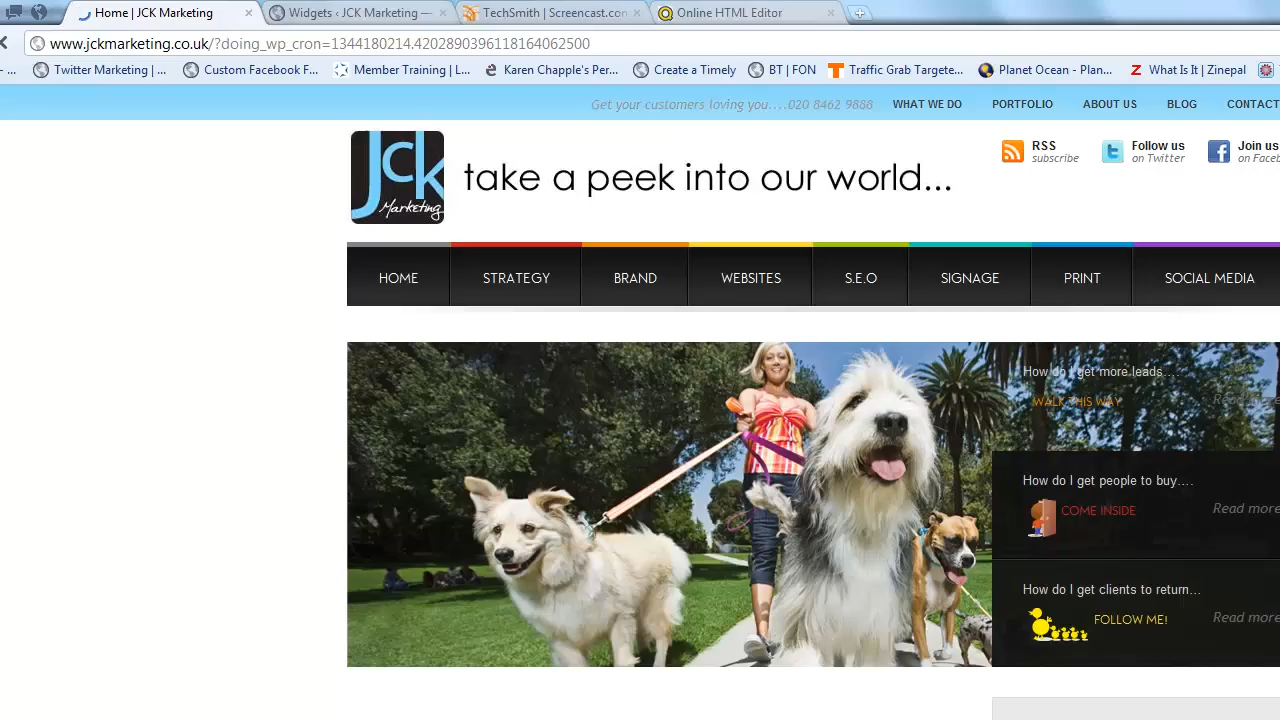 Home | JCK Marketing
Widgets ‹ JCK Marketing —
TechSmith | Screencast.con
Online HTML Editor
www.jckmarketing.co.uk/?doing_wp_cron=1344180214.4202890396118164062500
- ...
Twitter Marketing | ...
Custom Facebook F...
Member Training | L...
Karen Chapple's Per...
Create a Timely
BT | FON
Traffic Grab Targete...
Planet Ocean - Plan...
What Is It | Zinepal
Get your customers loving you....020 8462 9888
WHAT WE DO
PORTFOLIO
ABOUT US
BLOG
CONTACT
Jck
Marketing
take a peek into our world...
RSS
subscribe
Follow us
on Twitter
Join us
on Faceb
HOME
STRATEGY
BRAND
WEBSITES
S.E.O
SIGNAGE
PRINT
SOCIAL MEDIA
How do I get more leads....
WALK THIS WAY
Read more
How do I get people to buy....
COME INSIDE
Read more
How do I get clients to return...
FOLLOW ME!
Read more